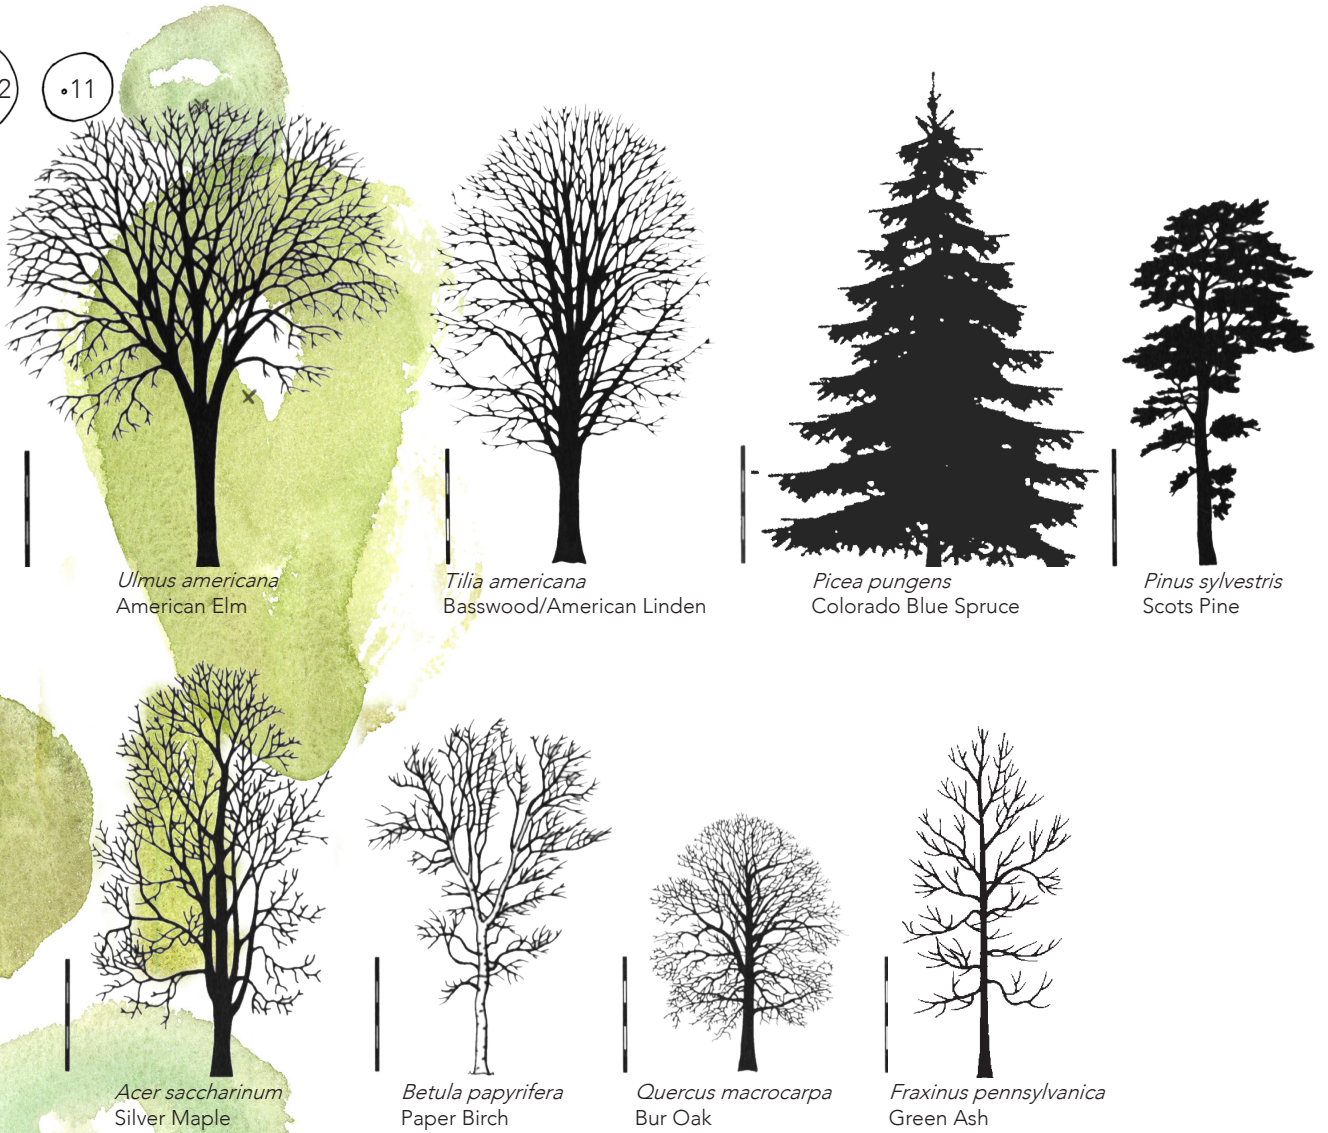 2
11
Ulmus americana
American Elm
Tilia americana
Basswood/American Linden
Picea pungens
Colorado Blue Spruce
Pinus sylvestris
Scots Pine
Acer saccharinum
Silver Maple
Betula papyrifera
Paper Birch
Quercus macrocarpa
Bur Oak
Fraxinus pennsylvanica
Green Ash